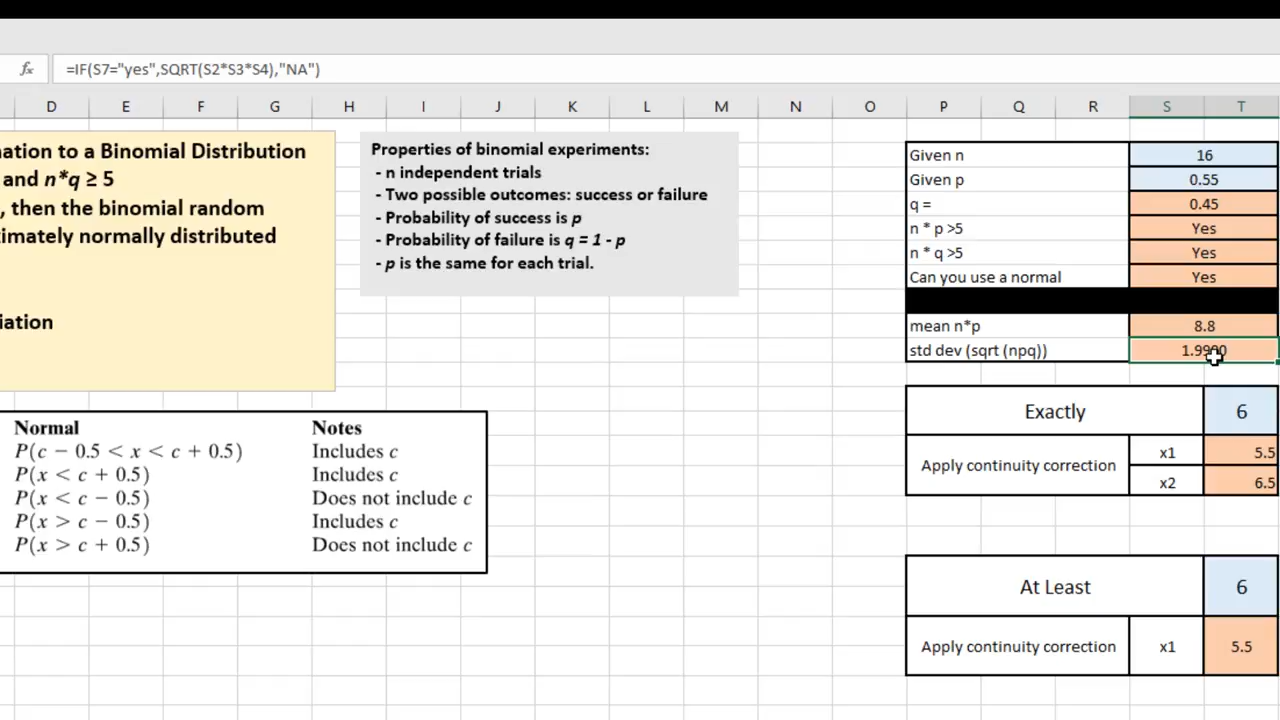 fx =IF(S7="yes",SQRT(S2*S3*S4),"NA")
D E F G H I J K L M N O P Q R S T
ation to a Binomial Distribution
and n*q ≥ 5
, then the binomial random
imately normally distributed
iation
Properties of binomial experiments:
- n independent trials
- Two possible outcomes: success or failure
- Probability of success is p
- Probability of failure is q = 1 - p
- p is the same for each trial.
Given n 16
Given p 0.55
q = 0.45
n * p >5 Yes
n * q >5 Yes
Can you use a normal Yes
mean n*p 8.8
std dev (sqrt (npq))
Normal Notes
P(c − 0.5 < x < c + 0.5) Includes c
P(x < c + 0.5) Includes c
P(x < c − 0.5) Does not include c
P(x > c − 0.5) Includes c
P(x > c + 0.5) Does not include c
Exactly 6
Apply continuity correction x1 5.5
x2 6.5
At Least 6
Apply continuity correction x1 5.5